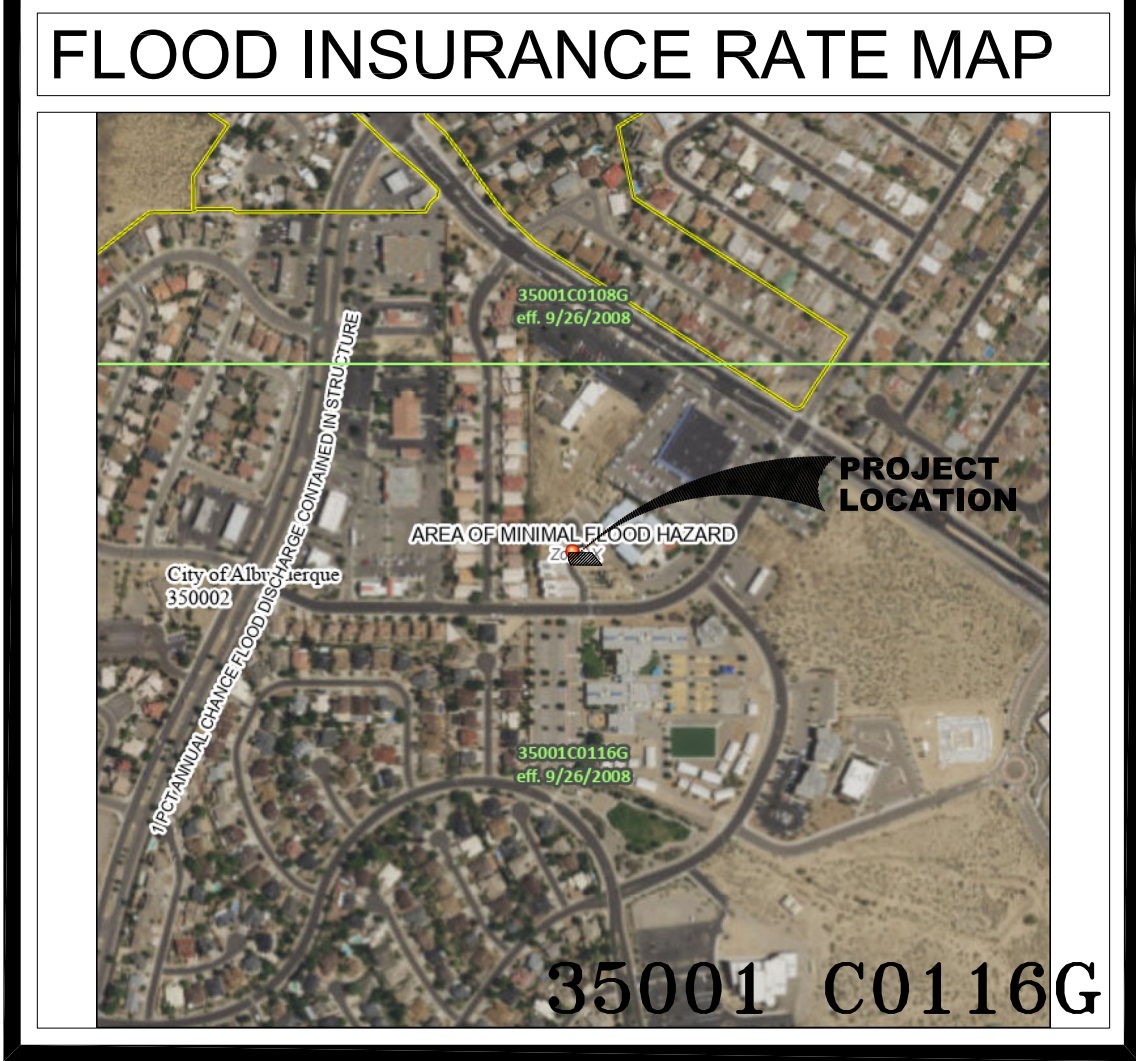 FLOOD INSURANCE RATE MAP
35001C0108G
eff. 9/26/2008
1 PCT ANNUAL CHANCE FLOOD DISCHARGE CONTAINED IN STRUCTURE
PROJECT
LOCATION
AREA OF MINIMAL FLOOD HAZARD
City of Albuquerque
350002
35001C0116G
eff. 9/26/2008
35001 C0116G